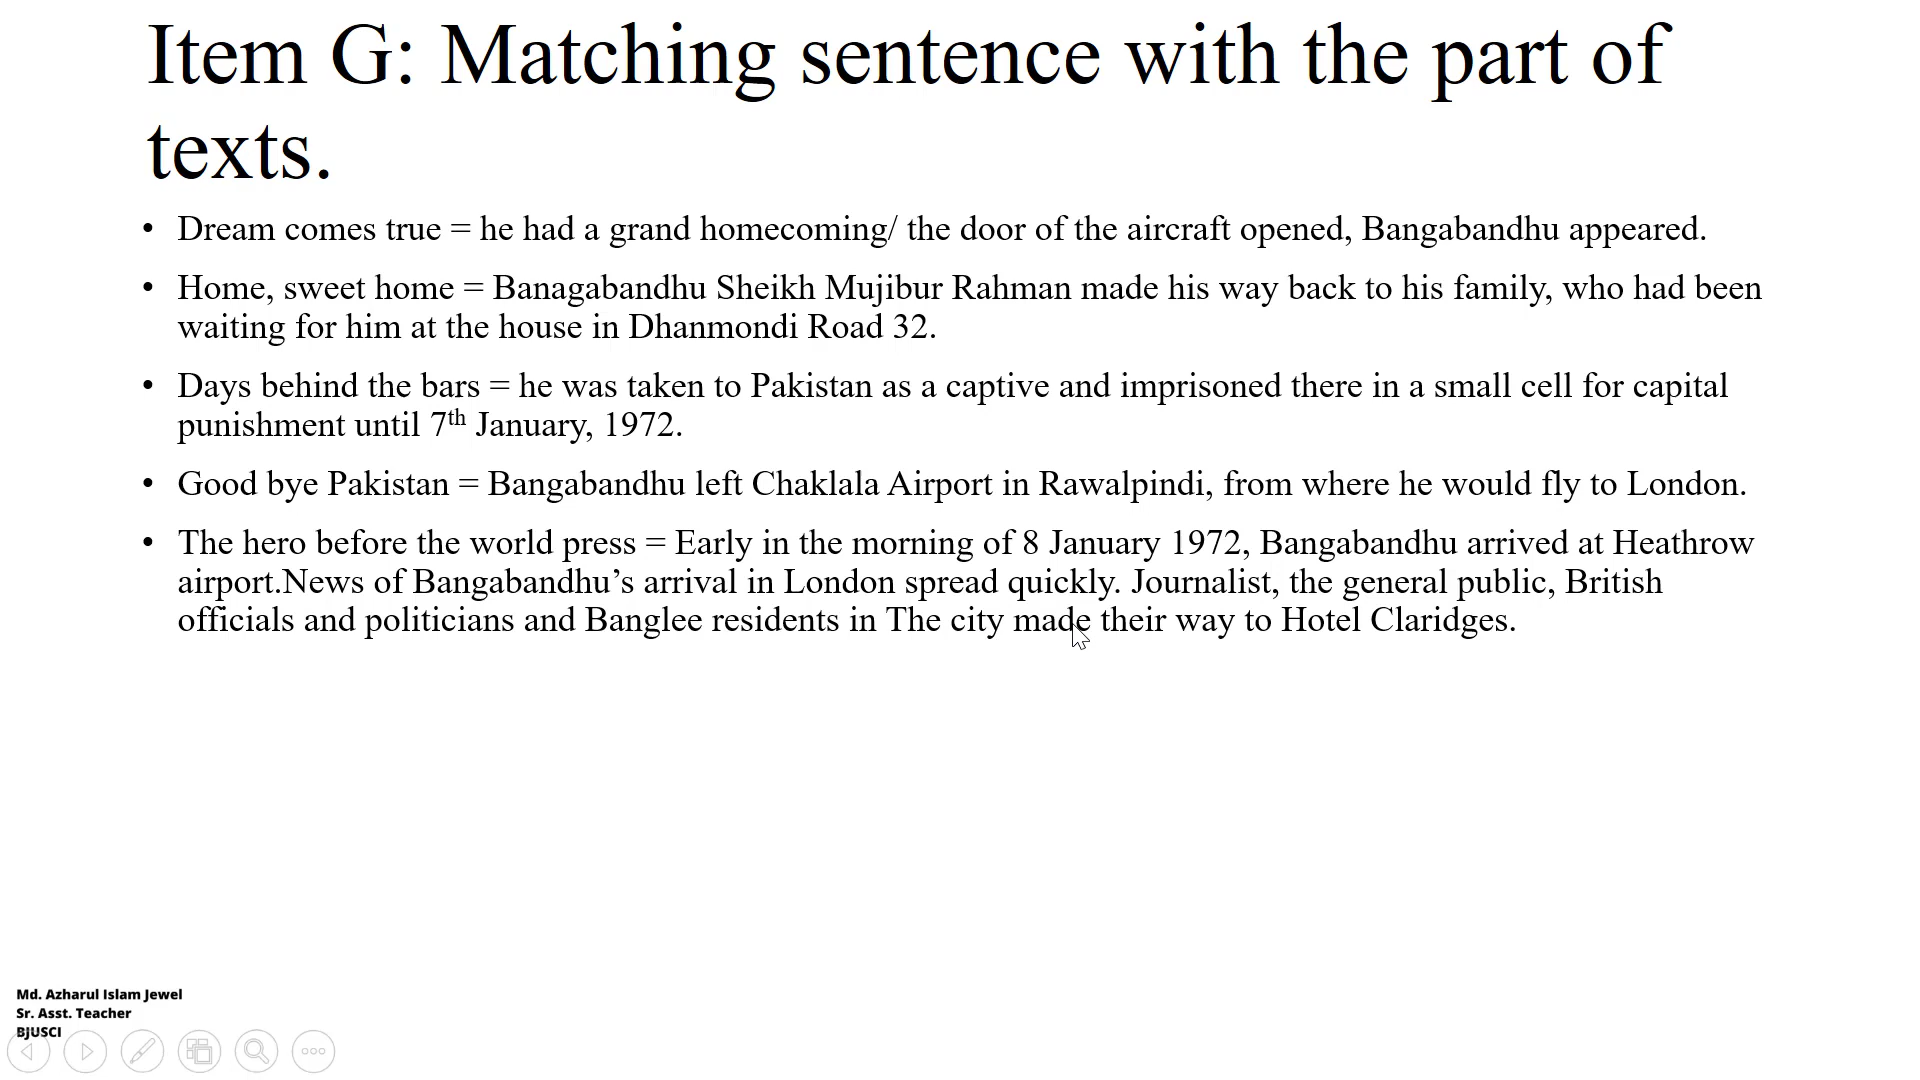 Item G: Matching sentence with the part of
texts.
• Dream comes true = he had a grand homecoming/ the door of the aircraft opened, Bangabandhu appeared.
• Home, sweet home = Banagabandhu Sheikh Mujibur Rahman made his way back to his family, who had been
waiting for him at the house in Dhanmondi Road 32.
• Days behind the bars = he was taken to Pakistan as a captive and imprisoned there in a small cell for capital
punishment until 7th January, 1972.
• Good bye Pakistan = Bangabandhu left Chaklala Airport in Rawalpindi, from where he would fly to London.
• The hero before the world press = Early in the morning of 8 January 1972, Bangabandhu arrived at Heathrow
airport.News of Bangabandhu’s arrival in London spread quickly. Journalist, the general public, British
officials and politicians and Banglee residents in The city made their way to Hotel Claridges.
Md. Azharul Islam Jewel
Sr. Asst. Teacher
BJUSCI